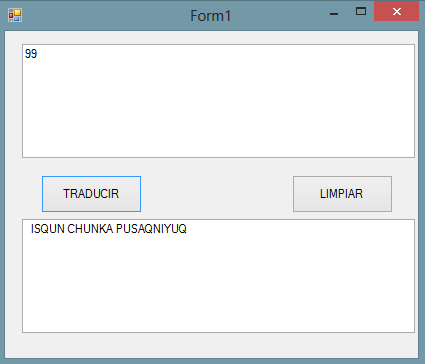 Form1
99
TRADUCIR
LIMPIAR
ISQUN CHUNKA PUSAQNIYUQ